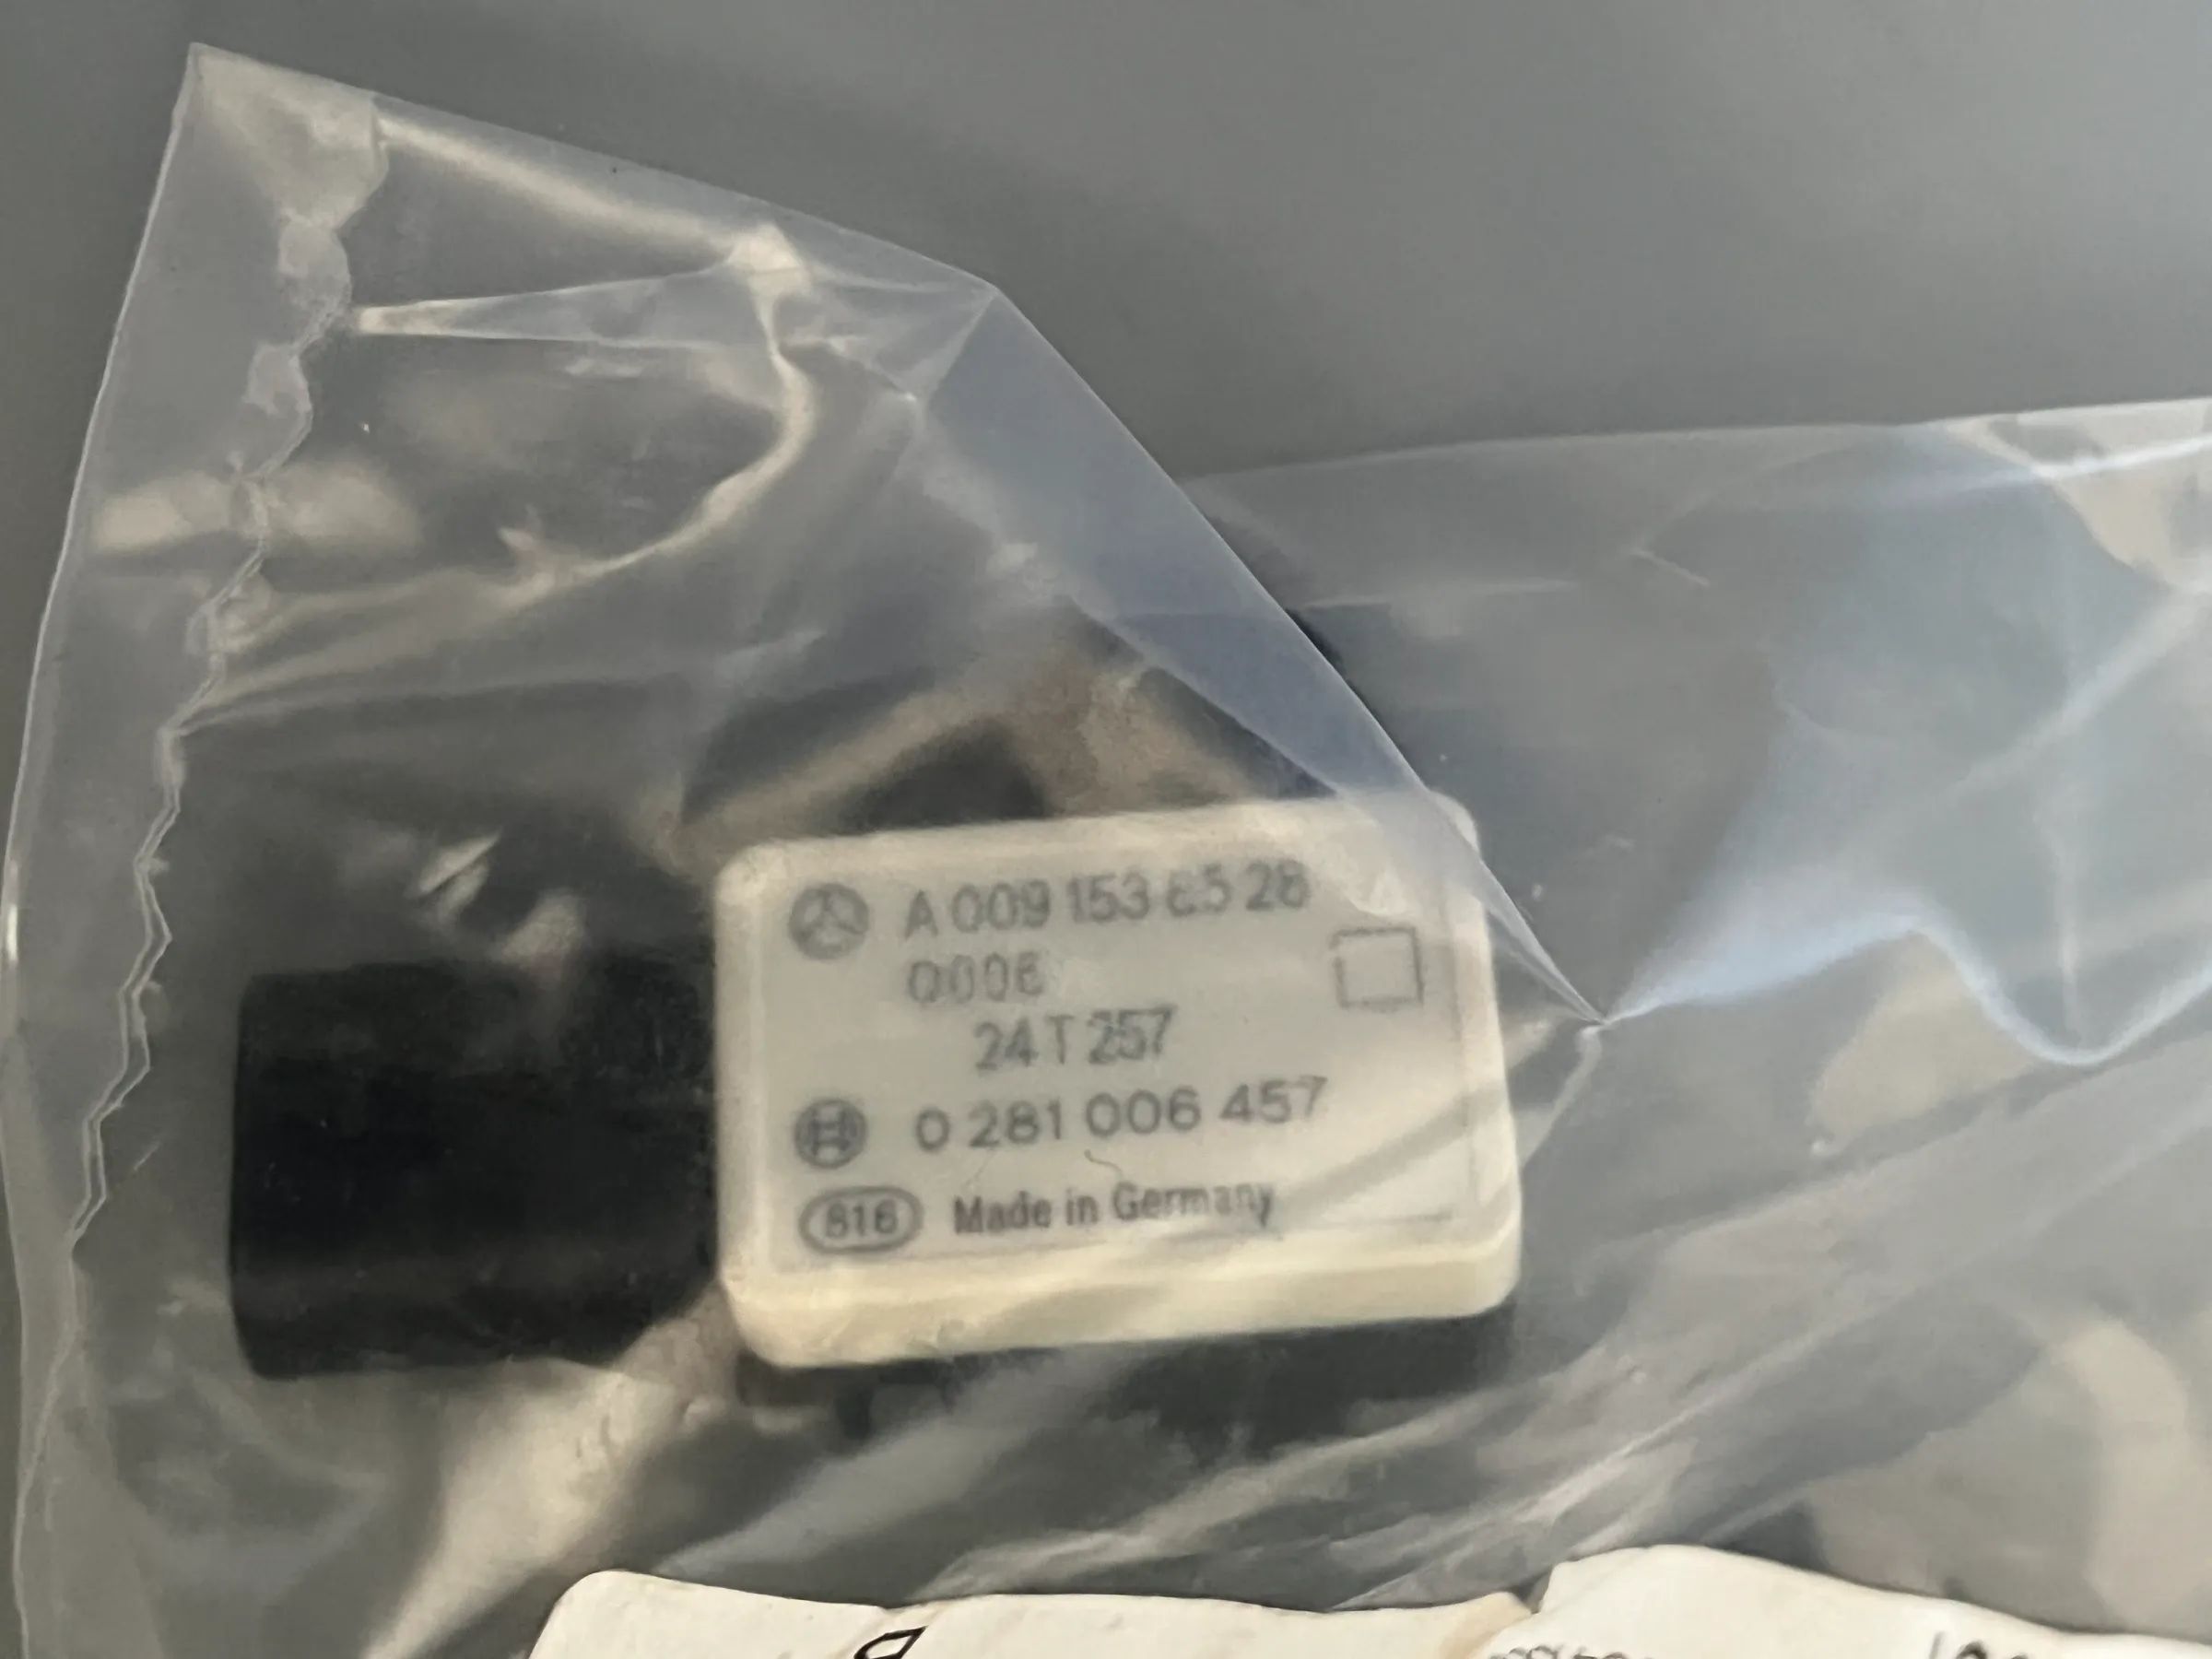 A 009 153 85 28
0006
24 T 257
0 281 006 457
816 Made in Germany